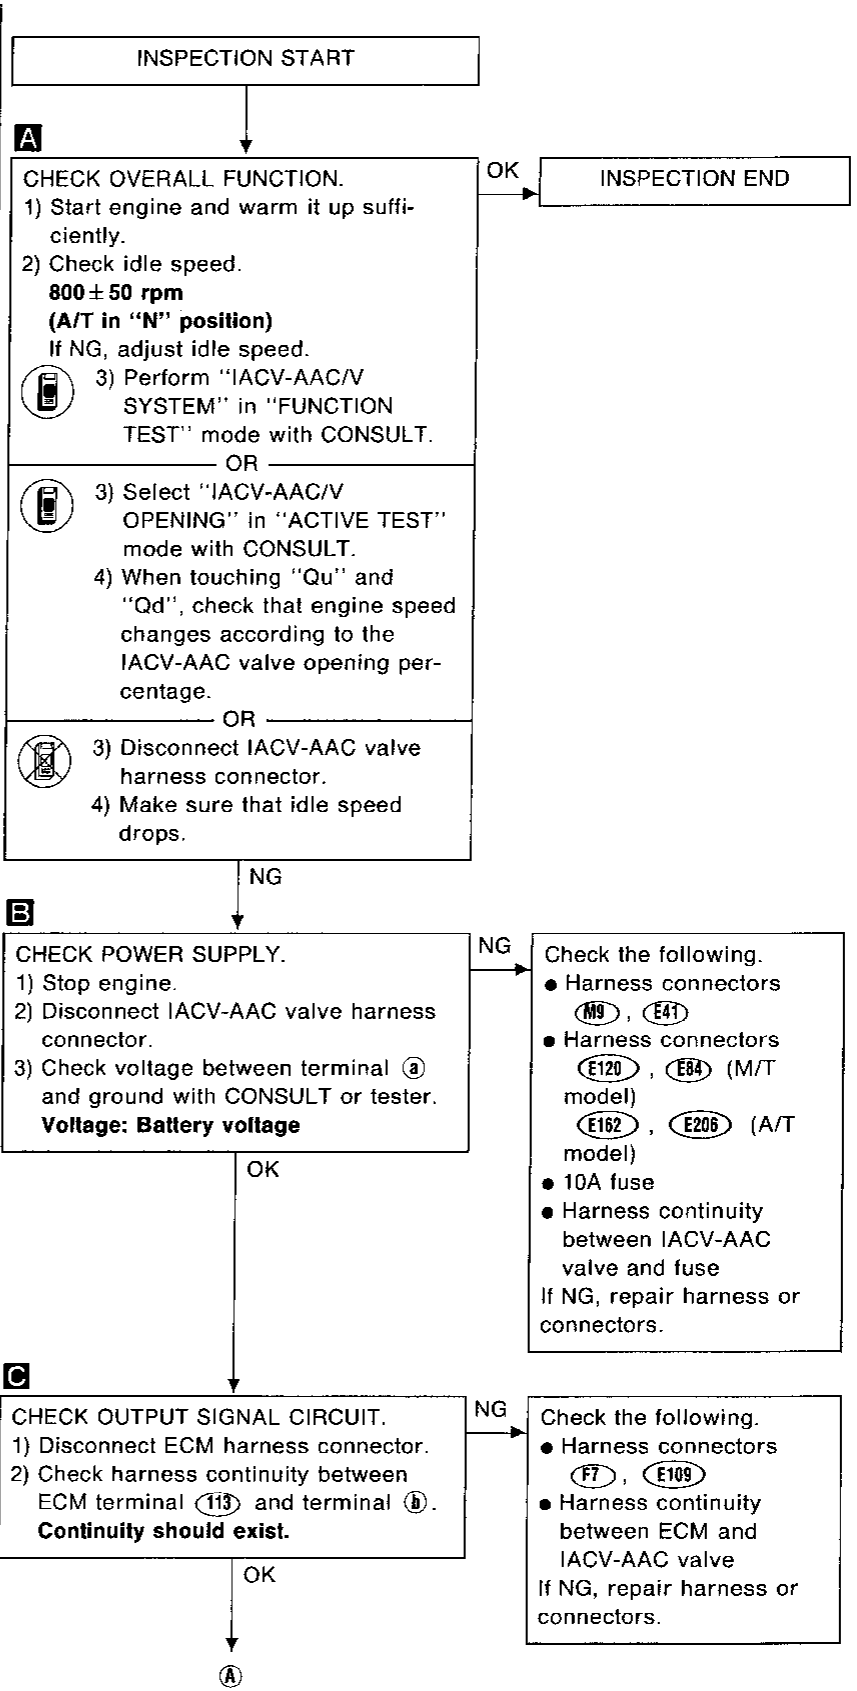 INSPECTION START
A
CHECK OVERALL FUNCTION.
1) Start engine and warm it up suffi-
ciently.
2) Check idle speed.
800 ± 50 rpm
(A/T in “N” position)
If NG, adjust idle speed.
3) Perform “IACV-AAC/V
SYSTEM” in “FUNCTION
TEST” mode with CONSULT.
OR
3) Select “IACV-AAC/V
OPENING” in “ACTIVE TEST”
mode with CONSULT.
4) When touching “Qu” and
“Qd”, check that engine speed
changes according to the
IACV-AAC valve opening per-
centage.
OR
3) Disconnect IACV-AAC valve
harness connector.
4) Make sure that idle speed
drops.
OK
INSPECTION END
NG
B
CHECK POWER SUPPLY.
1) Stop engine.
2) Disconnect IACV-AAC valve harness
connector.
3) Check voltage between terminal ⓐ
and ground with CONSULT or tester.
Voltage: Battery voltage
NG
Check the following.
● Harness connectors
M9 , E41
● Harness connectors
E120 , E84 (M/T
model)
E162 , E206 (A/T
model)
● 10A fuse
● Harness continuity
between IACV-AAC
valve and fuse
If NG, repair harness or
connectors.
OK
C
CHECK OUTPUT SIGNAL CIRCUIT.
1) Disconnect ECM harness connector.
2) Check harness continuity between
ECM terminal 113 and terminal ⓑ.
Continuity should exist.
NG
Check the following.
● Harness connectors
F7 , E109
● Harness continuity
between ECM and
IACV-AAC valve
If NG, repair harness or
connectors.
OK
Ⓐ